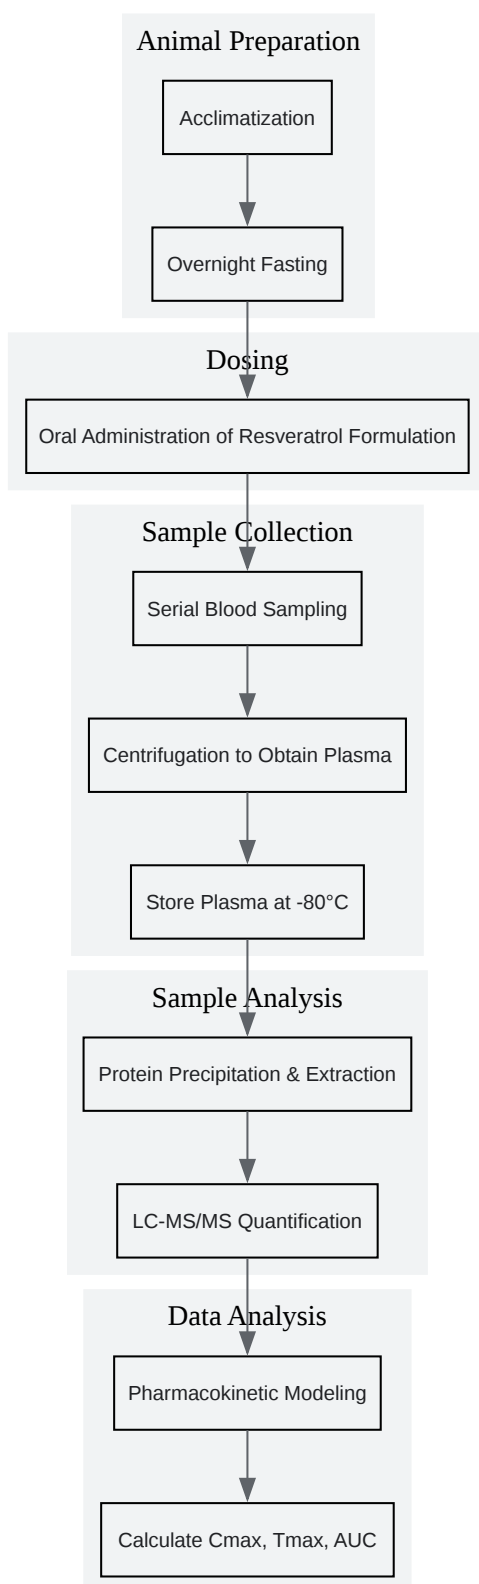 Animal Preparation
Acclimatization
Overnight Fasting
Dosing
Oral Administration of Resveratrol Formulation
Sample Collection
Serial Blood Sampling
Centrifugation to Obtain Plasma
Store Plasma at -80°C
Sample Analysis
Protein Precipitation & Extraction
LC-MS/MS Quantification
Data Analysis
Pharmacokinetic Modeling
Calculate Cmax, Tmax, AUC